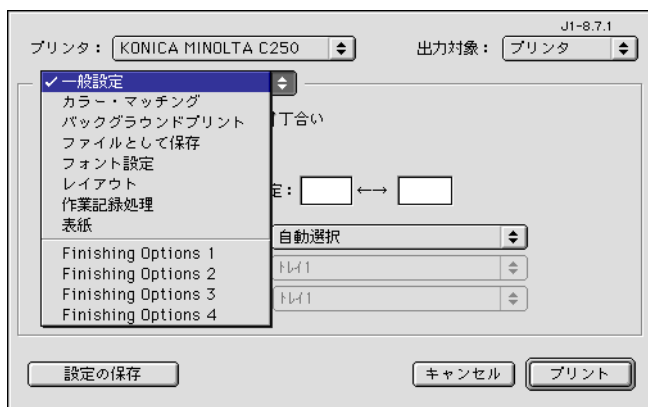 J1-8.7.1
プリンタ： KONICA MINOLTA C250 出力対象： プリンタ
✓一般設定
カラー・マッチング
バックグラウンドプリント 丁合い
ファイルとして保存
フォント設定
レイアウト 定： ←→
作業記録処理
表紙
自動選択
Finishing Options 1
Finishing Options 2 トレイ1
Finishing Options 3 トレイ1
Finishing Options 4
設定の保存 キャンセル プリント